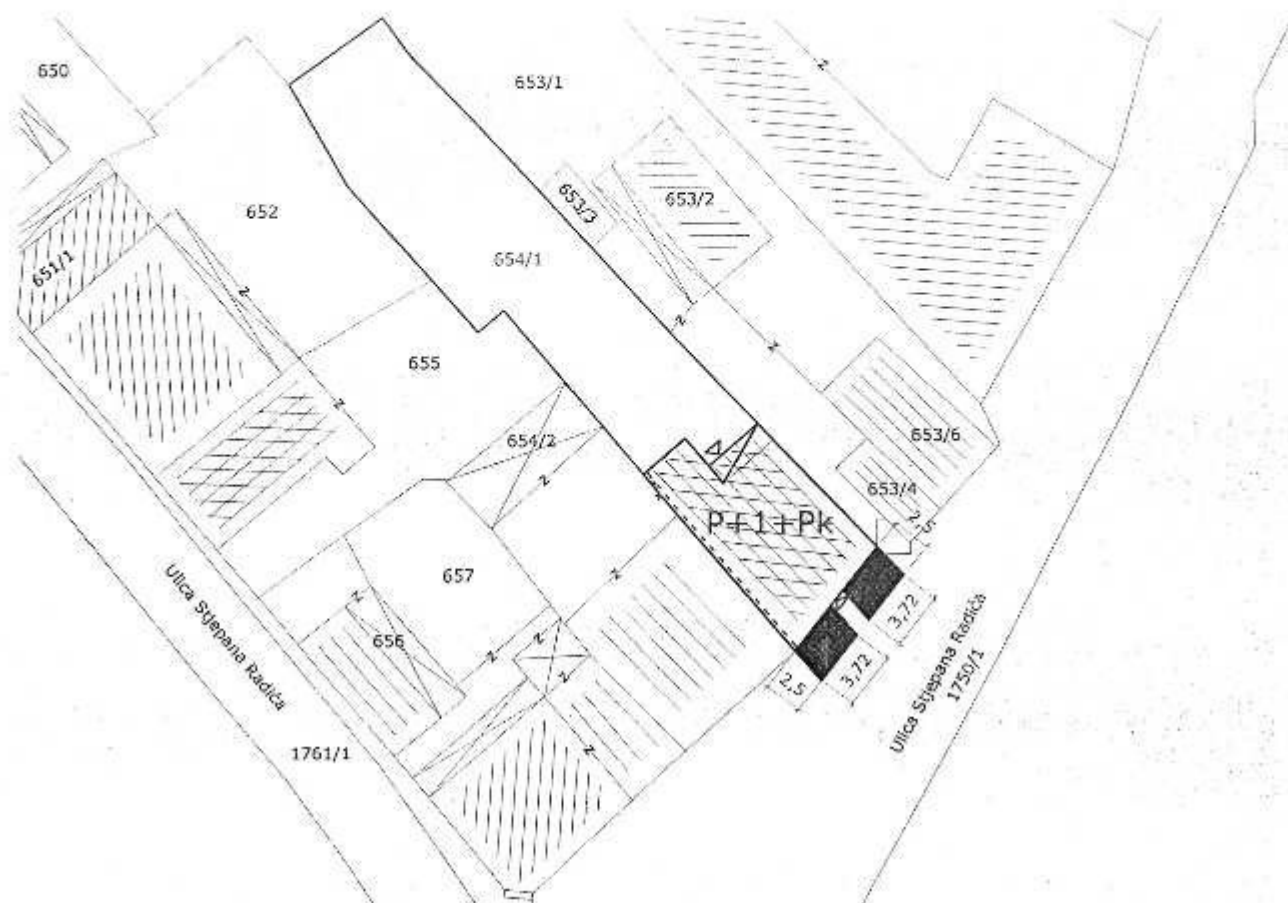 650
653/1
652
653/3
653/2
651/1
654/1
655
654/2
653/6
653/4
2,5
P+1+Pk
657
656
3,72
3,72
2,5
Ulica Stjepana Radića
1761/1
Ulica Stjepana Radića
1750/1
z
z
z
z
z
z
z
z
z
z
z
z